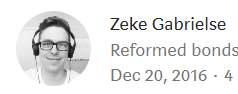 Zeke Gabrielse
Reformed bonds
Dec 20, 2016 · 4